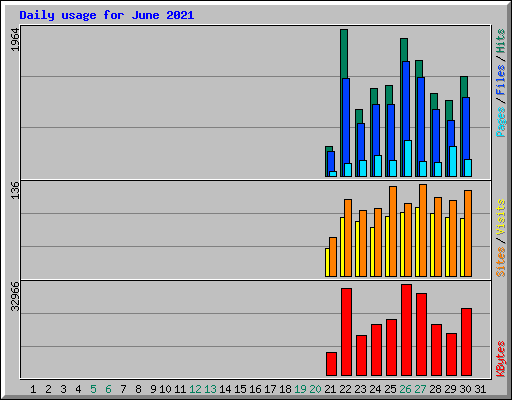 Daily usage for June 2021
1964
Pages / Files / Hits
136
Sites / Visits
32966
KBytes
1 2 3 4 5 6 7 8 9 10 11 12 13 14 15 16 17 18 19 20 21 22 23 24 25 26 27 28 29 30 31